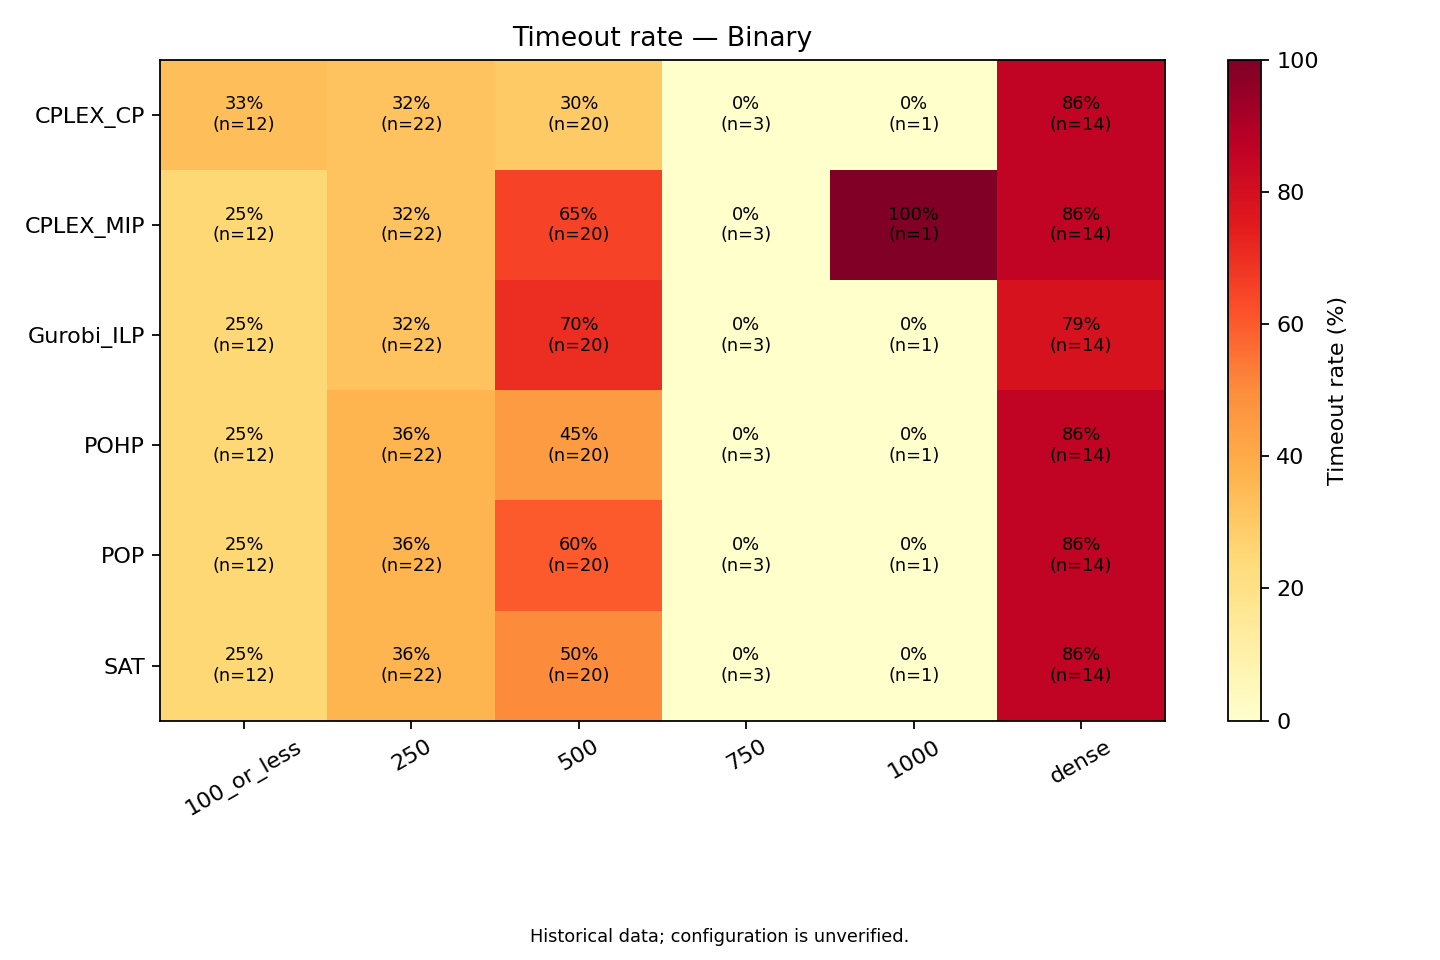 Timeout rate — Binary
CPLEX_CP
33%
(n=12)
32%
(n=22)
30%
(n=20)
0%
(n=3)
0%
(n=1)
86%
(n=14)
CPLEX_MIP
25%
(n=12)
32%
(n=22)
65%
(n=20)
0%
(n=3)
100%
(n=1)
86%
(n=14)
Gurobi_ILP
25%
(n=12)
32%
(n=22)
70%
(n=20)
0%
(n=3)
0%
(n=1)
79%
(n=14)
POHP
25%
(n=12)
36%
(n=22)
45%
(n=20)
0%
(n=3)
0%
(n=1)
86%
(n=14)
POP
25%
(n=12)
36%
(n=22)
60%
(n=20)
0%
(n=3)
0%
(n=1)
86%
(n=14)
SAT
25%
(n=12)
36%
(n=22)
50%
(n=20)
0%
(n=3)
0%
(n=1)
86%
(n=14)
100_or_less
250
500
750
1000
dense
100
80
60
40
20
0
Timeout rate (%)
Historical data; configuration is unverified.